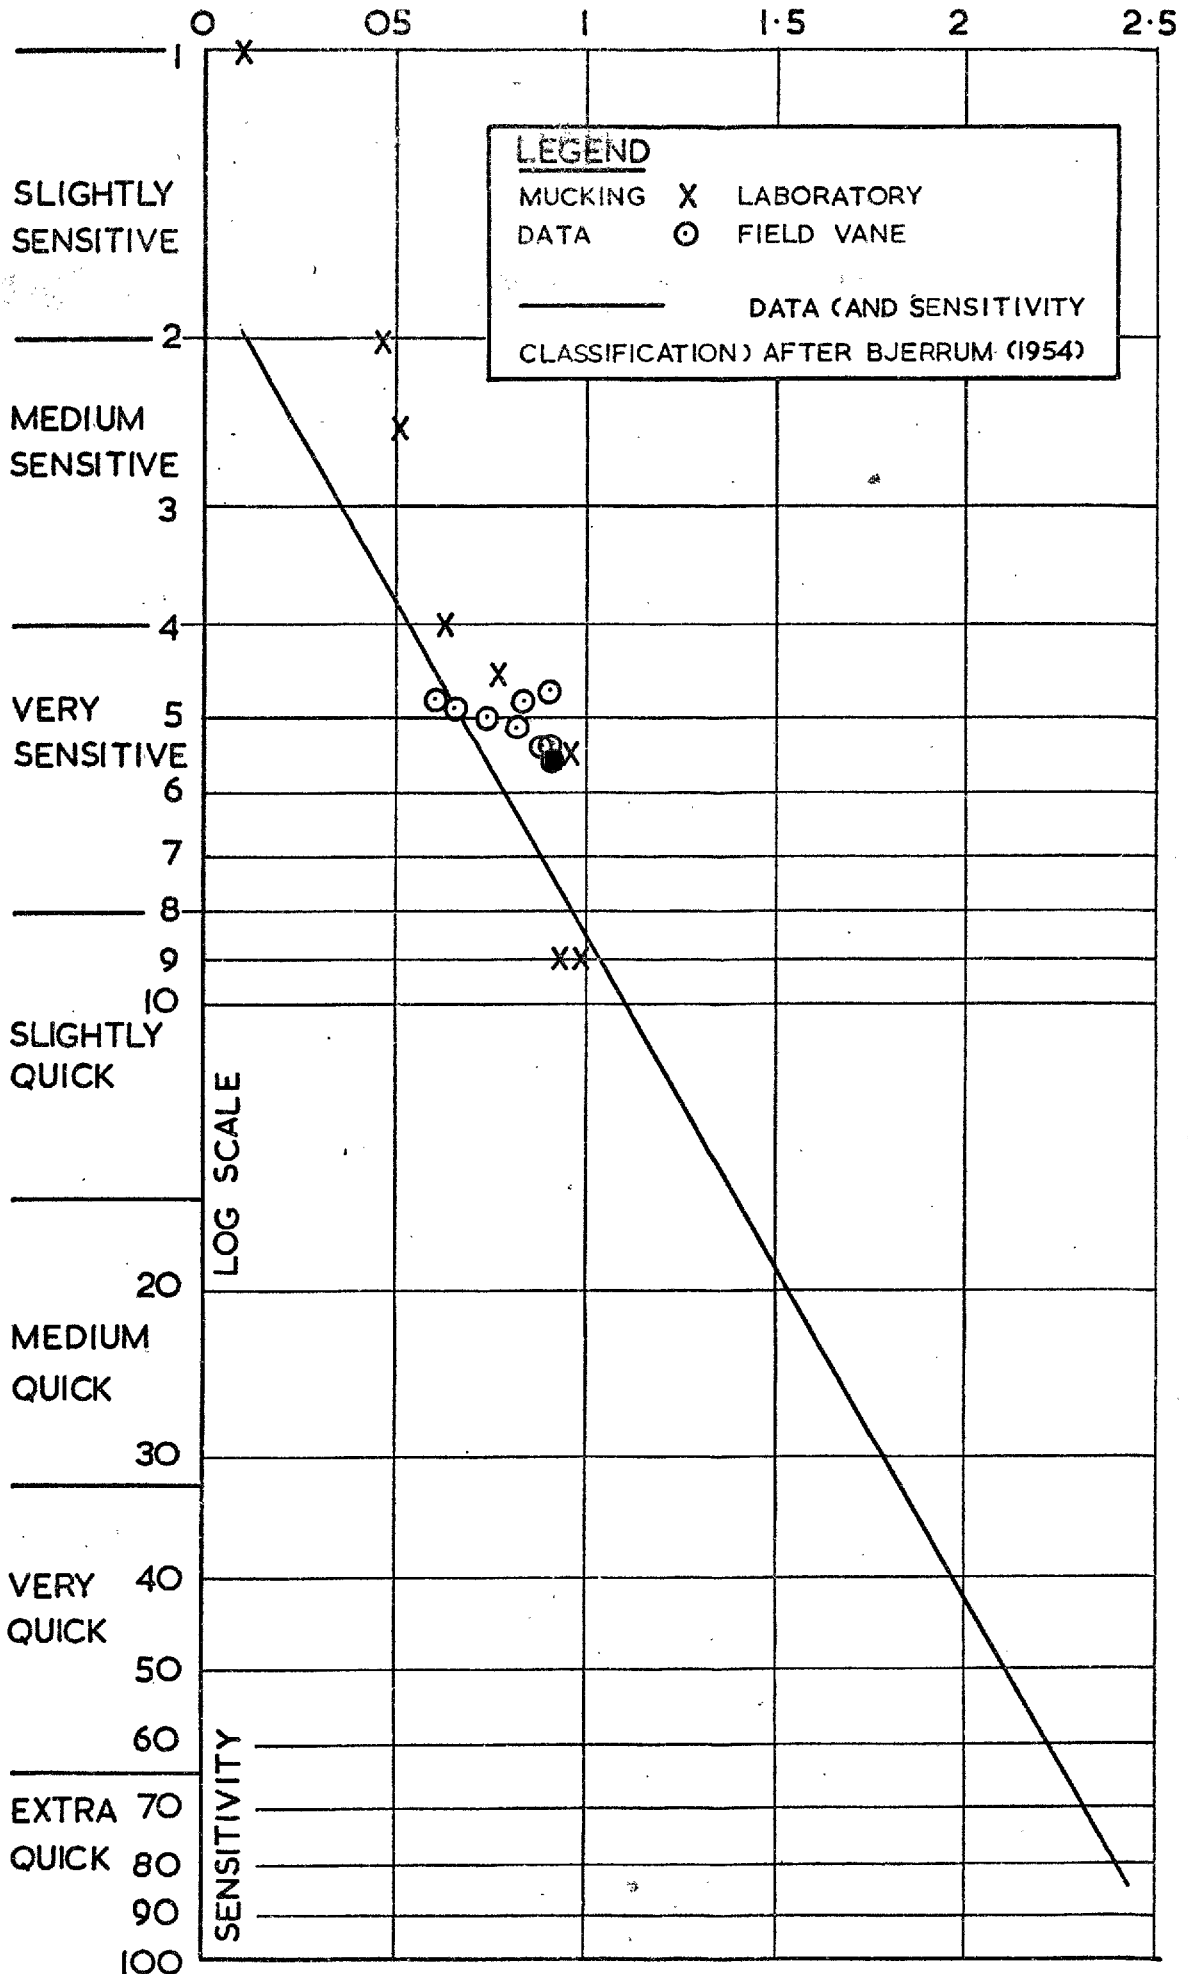 0 05 1 1·5 2 2·5
1
SLIGHTLY
SENSITIVE
2
MEDIUM
SENSITIVE
3
4
VERY
5
SENSITIVE
6
7
8
9
10
SLIGHTLY
QUICK
20
MEDIUM
QUICK
30
VERY 40
QUICK
50
60
EXTRA 70
QUICK 80
90
100
LOG SCALE
SENSITIVITY
LEGEND
MUCKING X LABORATORY
DATA ⊙ FIELD VANE
DATA (AND SENSITIVITY
CLASSIFICATION) AFTER BJERRUM (1954)